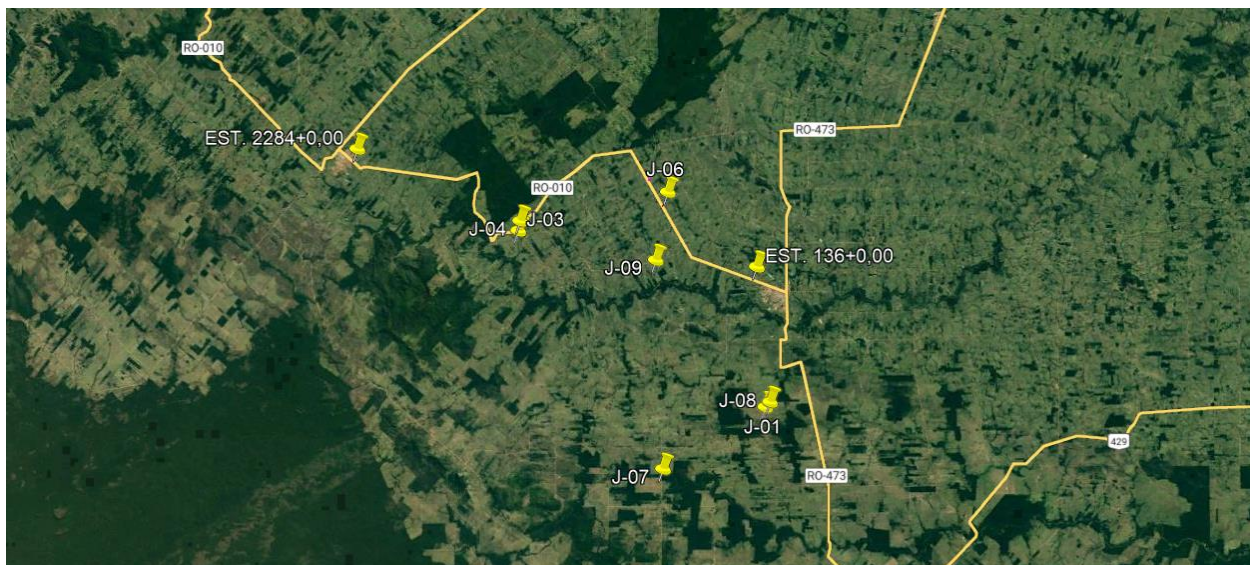 RO-010
RO-473
EST. 2284+0,00
J-06
RO-010
J-03
J-04
EST. 136+0,00
J-09
J-08
J-01
429
J-07
RO-473